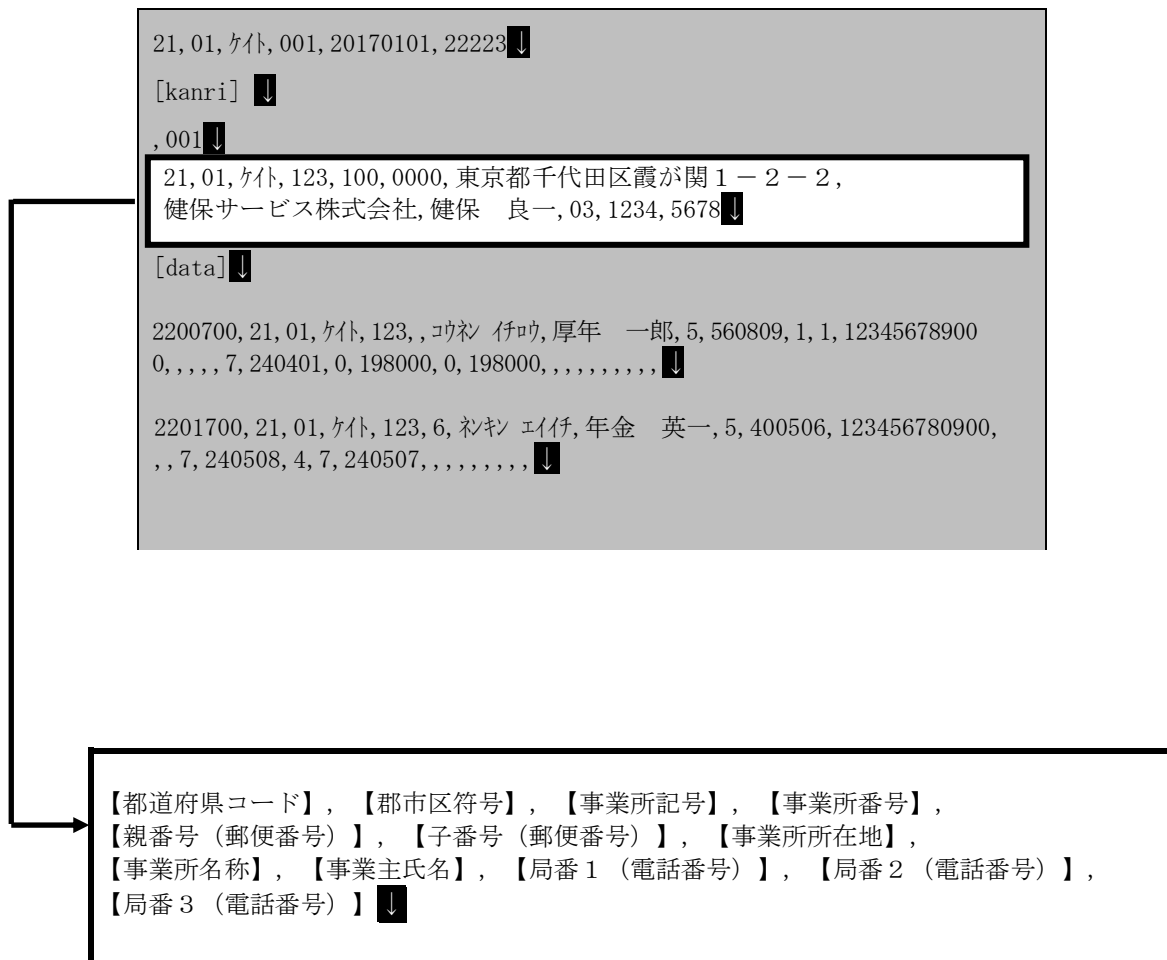 21,01,ｹｲﾄ,001,20170101,22223↓
[kanri] ↓
,001↓
21,01,ｹｲﾄ,123,100,0000,東京都千代田区霞が関１－２－２,
健保サービス株式会社,健保　良一,03,1234,5678↓
[data]↓
2200700,21,01,ｹｲﾄ,123,,ｺｳﾈﾝ ｲﾁﾛｳ,厚年　一郎,5,560809,1,1,12345678900
0,,,,,7,240401,0,198000,0,198000,,,,,,,,,,↓
2201700,21,01,ｹｲﾄ,123,6,ﾈﾝｷﾝ ｴｲｲﾁ,年金　英一,5,400506,123456780900,
,,7,240508,4,7,240507,,,,,,,,,↓
【都道府県コード】,【郡市区符号】,【事業所記号】,【事業所番号】,
【親番号（郵便番号）】,【子番号（郵便番号）】,【事業所所在地】,
【事業所名称】,【事業主氏名】,【局番１（電話番号）】,【局番２（電話番号）】,
【局番３（電話番号）】↓